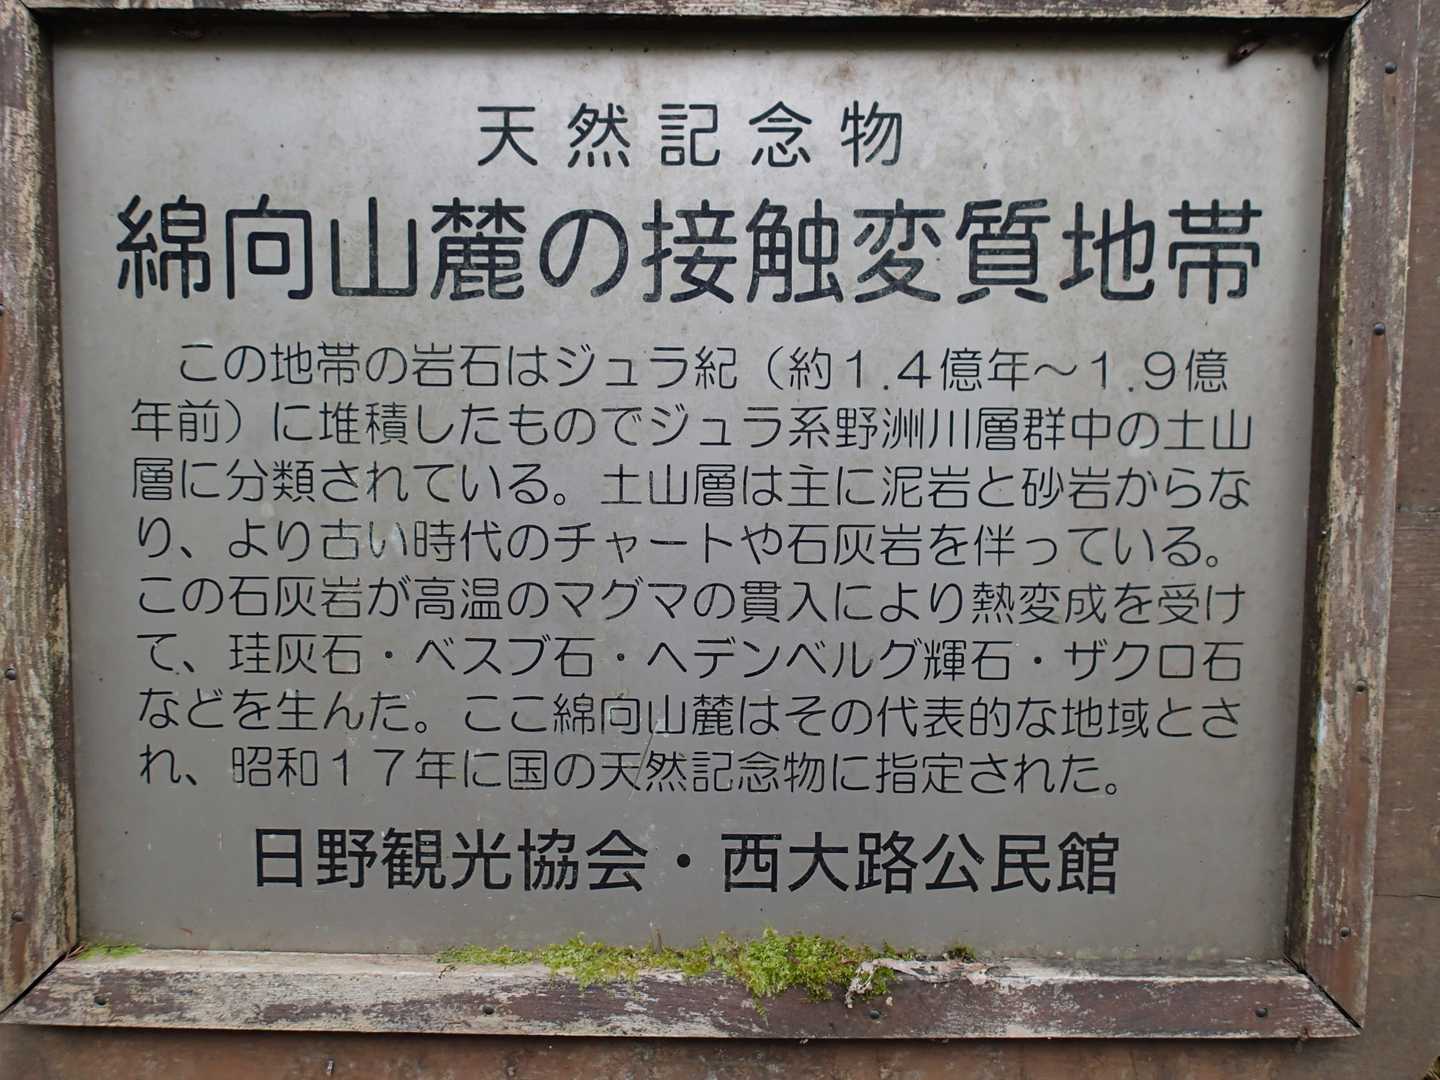 天然記念物
綿向山麓の接触変質地帯
この地帯の岩石はジュラ紀（約１.４億年～１.９億
年前）に堆積したものでジュラ系野洲川層群中の土山
層に分類されている。土山層は主に泥岩と砂岩からな
り、より古い時代のチャートや石灰岩を伴っている。
この石灰岩が高温のマグマの貫入により熱変成を受け
て、珪灰石・ベスブ石・ヘデンベルグ輝石・ザクロ石
などを生んだ。ここ綿向山麓はその代表的な地域とさ
れ、昭和１７年に国の天然記念物に指定された。
日野観光協会・西大路公民館